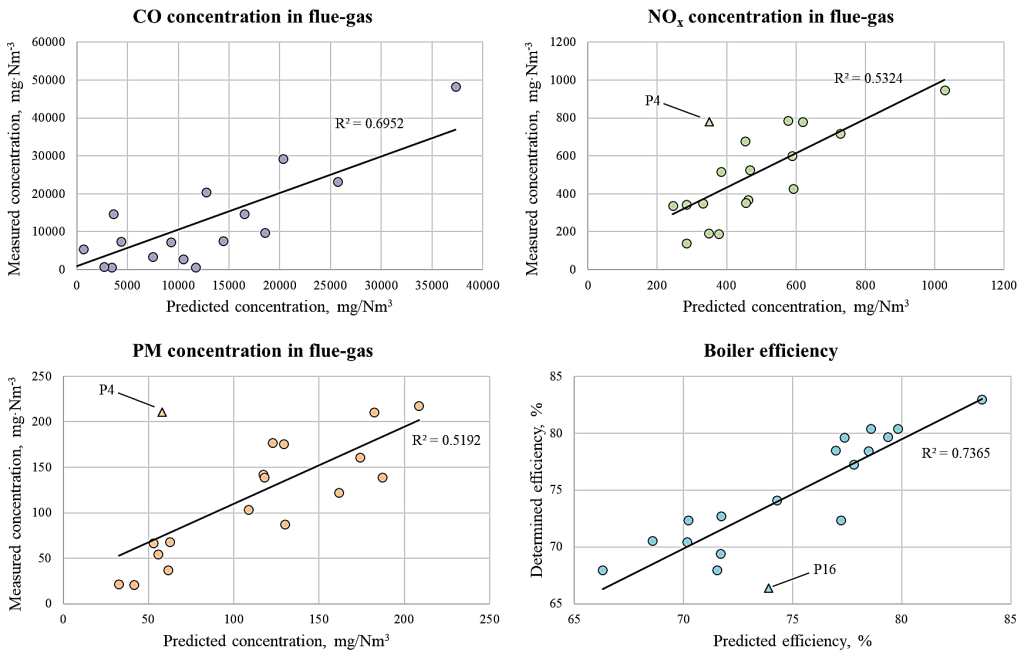 CO concentration in flue-gas
Measured concentration, mg·Nm-3
60000
50000
40000
30000
20000
10000
0
R² = 0.6952
0 5000 10000 15000 20000 25000 30000 35000 40000
Predicted concentration, mg/Nm³
NOx concentration in flue-gas
Measured concentration, mg·Nm-3
1200
1000
800
600
400
200
0
R² = 0.5324
P4
0 200 400 600 800 1000 1200
Predicted concentration, mg/Nm³
PM concentration in flue-gas
Measured concentration, mg·Nm-3
250
200
150
100
50
0
P4
R² = 0.5192
0 50 100 150 200 250
Predicted concentration, mg/Nm³
Boiler efficiency
Determined efficiency, %
85
80
75
70
65
R² = 0.7365
P16
65 70 75 80 85
Predicted efficiency, %